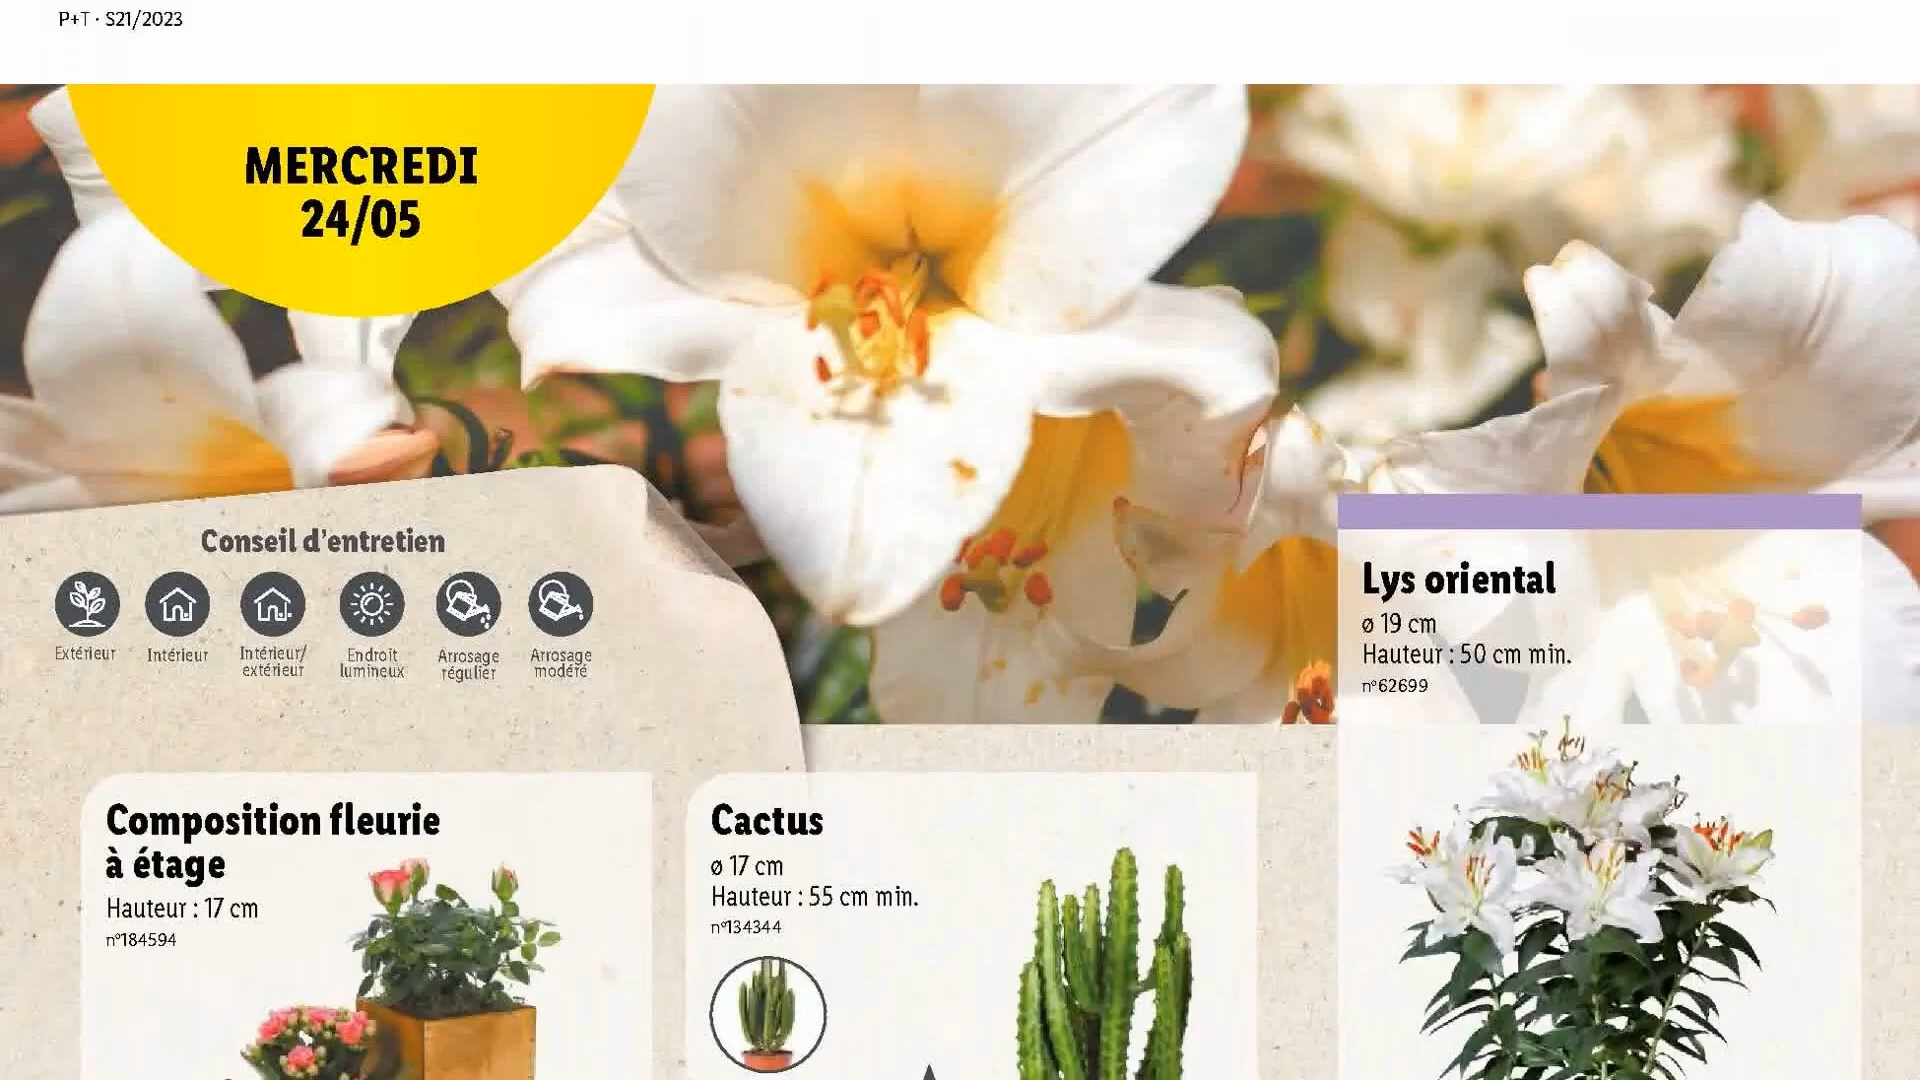 P+T · S21/2023
MERCREDI
24/05
Conseil d'entretien
Extérieur
Intérieur
Intérieur/
extérieur
Endroit
lumineux
Arrosage
régulier
Arrosage
modéré
Lys oriental
ø 19 cm
Hauteur : 50 cm min.
n°62699
Composition fleurie
à étage
Hauteur : 17 cm
n°184594
Cactus
ø 17 cm
Hauteur : 55 cm min.
n°134344